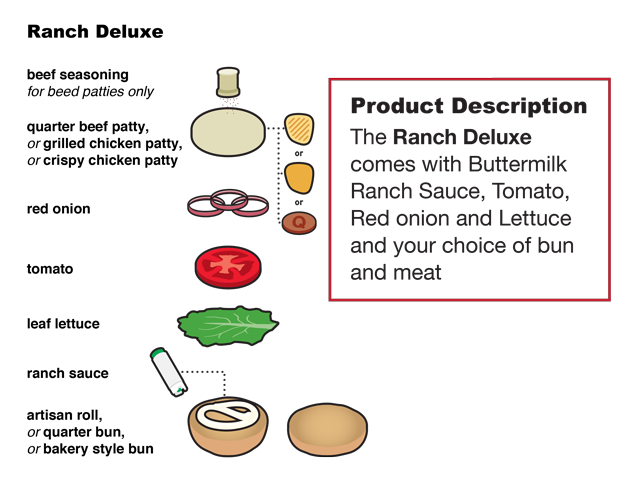 Ranch Deluxe
beef seasoning
for beed patties only
quarter beef patty,
or grilled chicken patty,
or crispy chicken patty
or
or
Q
red onion
tomato
leaf lettuce
ranch sauce
artisan roll,
or quarter bun,
or bakery style bun
Product Description
The Ranch Deluxe
comes with Buttermilk
Ranch Sauce, Tomato,
Red onion and Lettuce
and your choice of bun
and meat